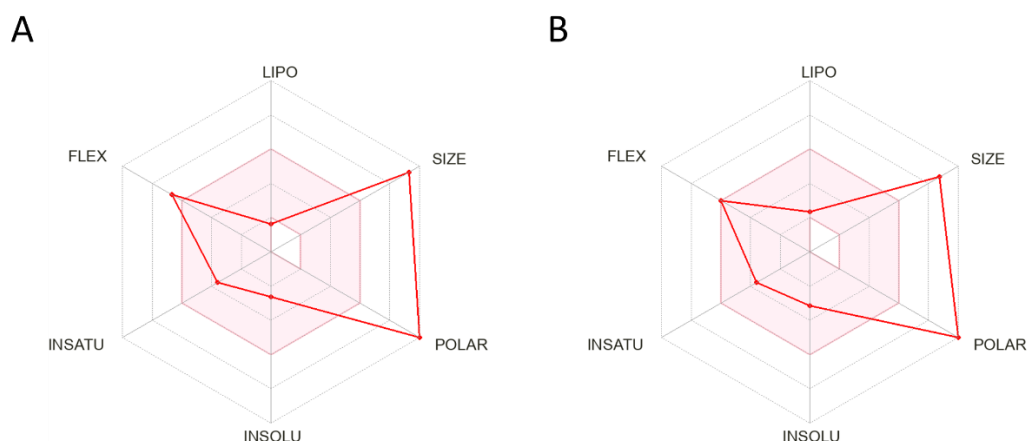 A
LIPO
FLEX
SIZE
INSATU
POLAR
INSOLU
B
LIPO
FLEX
SIZE
INSATU
POLAR
INSOLU